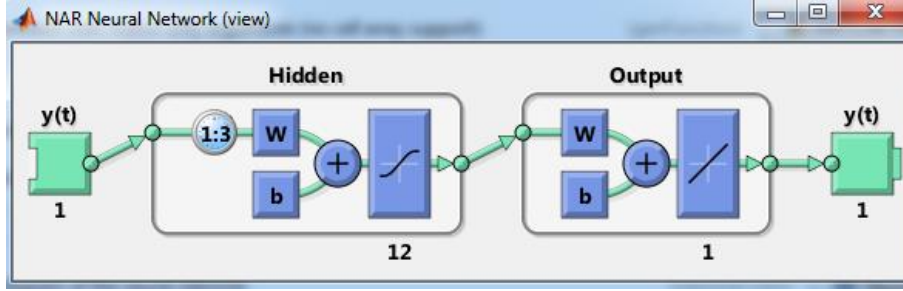 NAR Neural Network (view)
Hidden
Output
y(t)
y(t)
1:3
W
W
+
+
b
b
1
12
1
1